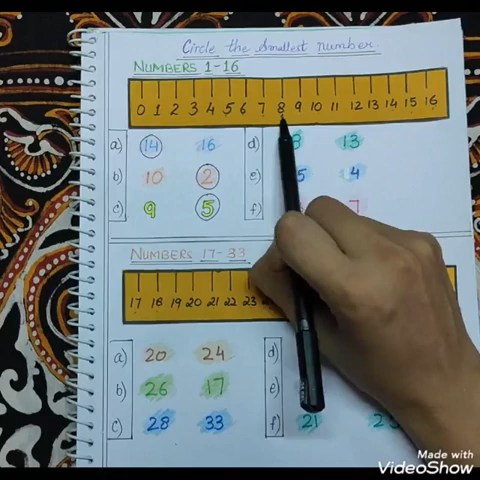 Circle the smallest number.
NUMBERS 1-16
0 1 2 3 4 5 6 7 8 9 10 11 12 13 14 15 16
a) 14 16 d) 13
b) 10 2 e) 5 4
c) 9 5 f) 7
NUMBERS 17-33
17 18 19 20 21 22 23
a) 20 24 d)
b) 26 17 e)
c) 28 33 f) 21
Made with
VideoShow